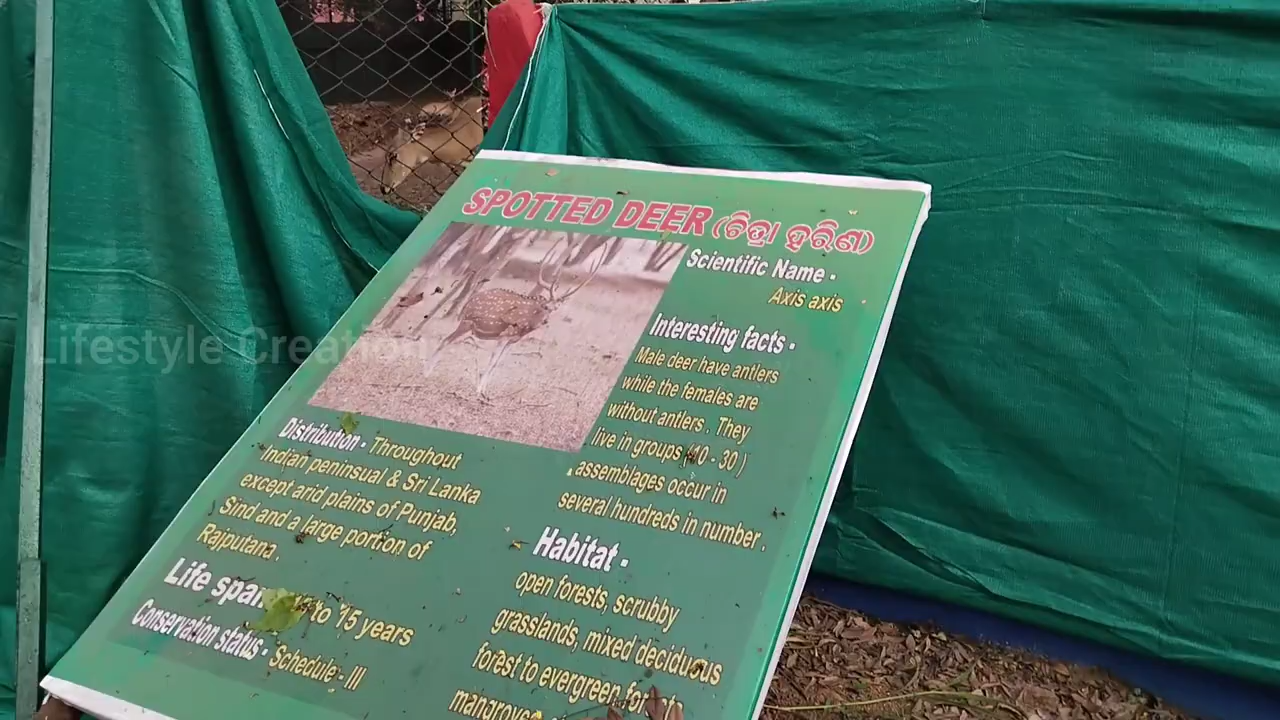 SPOTTED DEER (ଚିତ୍ରା ହରିଣ)
Scientific Name -
Axis axis
Interesting facts -
Male deer have antlers
while the females are
without antlers . They
live in groups (10 - 30 )
assemblages occur in
several hundreds in number .
Distribution - Throughout
Indian peninsual & Sri Lanka
except arid plains of Punjab,
Sind and a large portion of
Rajputana.
Life span to 15 years
Conservation status - Schedule - III
Habitat -
open forests, scrubby
grasslands, mixed deciduous
forest to evergreen forests
Lifestyle Creation